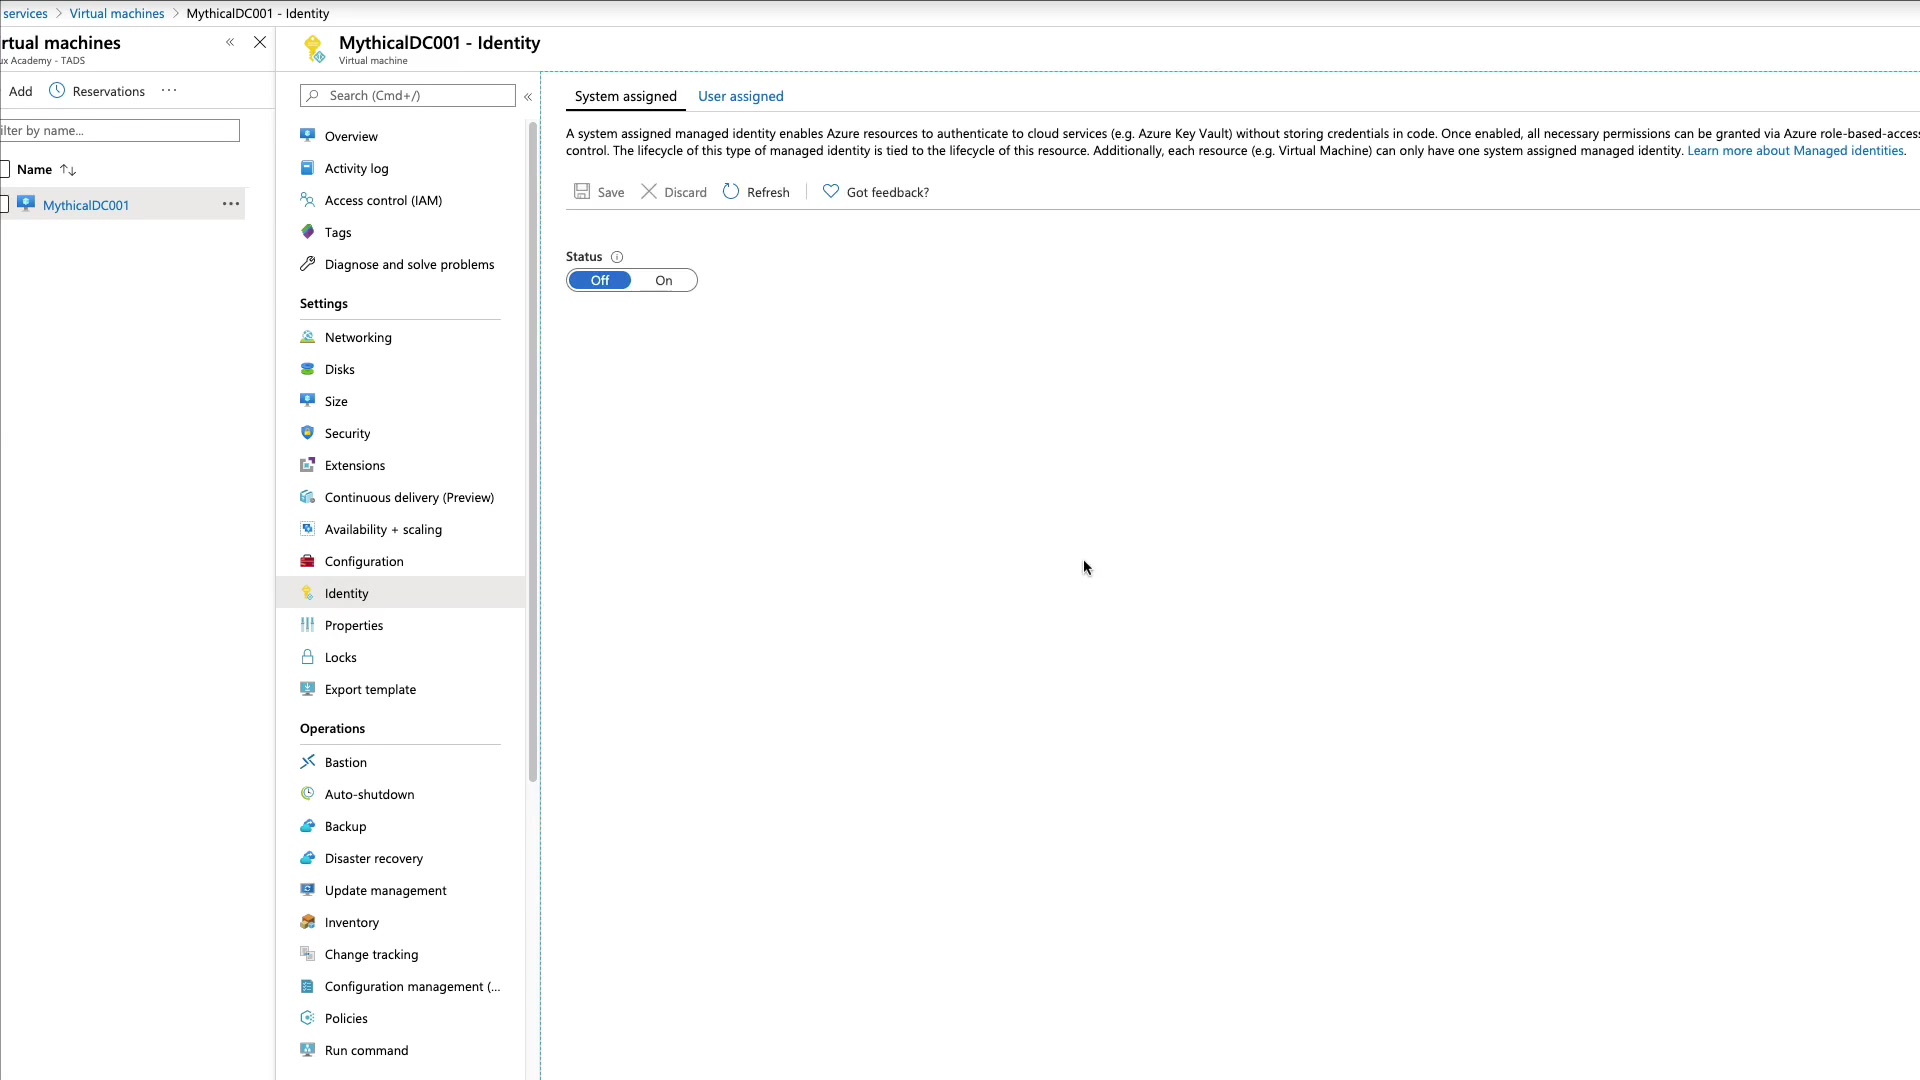 services > Virtual machines > MythicalDC001 - Identity
rtual machines
ux Academy - TADS
Add Reservations ...
ilter by name...
Name
MythicalDC001 ...
MythicalDC001 - Identity
Virtual machine
Search (Cmd+/)
Overview
Activity log
Access control (IAM)
Tags
Diagnose and solve problems
Settings
Networking
Disks
Size
Security
Extensions
Continuous delivery (Preview)
Availability + scaling
Configuration
Identity
Properties
Locks
Export template
Operations
Bastion
Auto-shutdown
Backup
Disaster recovery
Update management
Inventory
Change tracking
Configuration management (...
Policies
Run command
System assigned User assigned
A system assigned managed identity enables Azure resources to authenticate to cloud services (e.g. Azure Key Vault) without storing credentials in code. Once enabled, all necessary permissions can be granted via Azure role-based-access
control. The lifecycle of this type of managed identity is tied to the lifecycle of this resource. Additionally, each resource (e.g. Virtual Machine) can only have one system assigned managed identity. Learn more about Managed identities.
Save Discard Refresh Got feedback?
Status
Off On